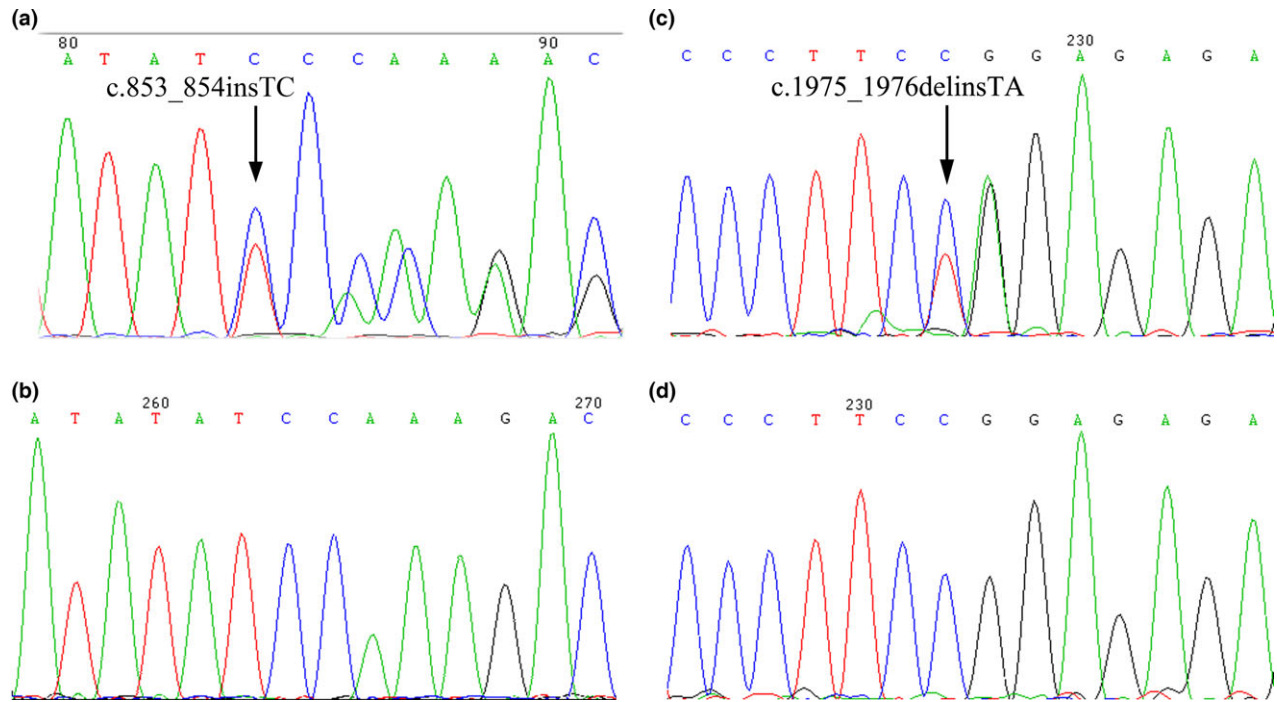 (a)
80 90
A T A T C C C A A A A C
c.853_854insTC
(c)
230
C C C T T C C G G A G A G A
c.1975_1976delinsTA
(b)
260 270
A T A T A T C C A A A G A C
(d)
230
C C C T T C C G G A G A G A